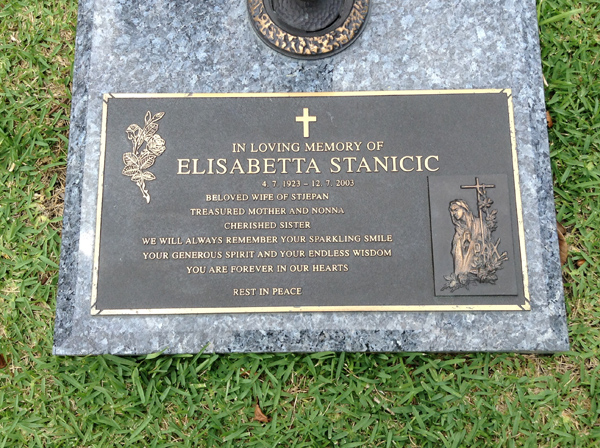 IN LOVING MEMORY OF
ELISABETTA STANICIC
4. 7. 1923 – 12. 7. 2003
BELOVED WIFE OF STJEPAN
TREASURED MOTHER AND NONNA
CHERISHED SISTER
WE WILL ALWAYS REMEMBER YOUR SPARKLING SMILE
YOUR GENEROUS SPIRIT AND YOUR ENDLESS WISDOM
YOU ARE FOREVER IN OUR HEARTS
REST IN PEACE